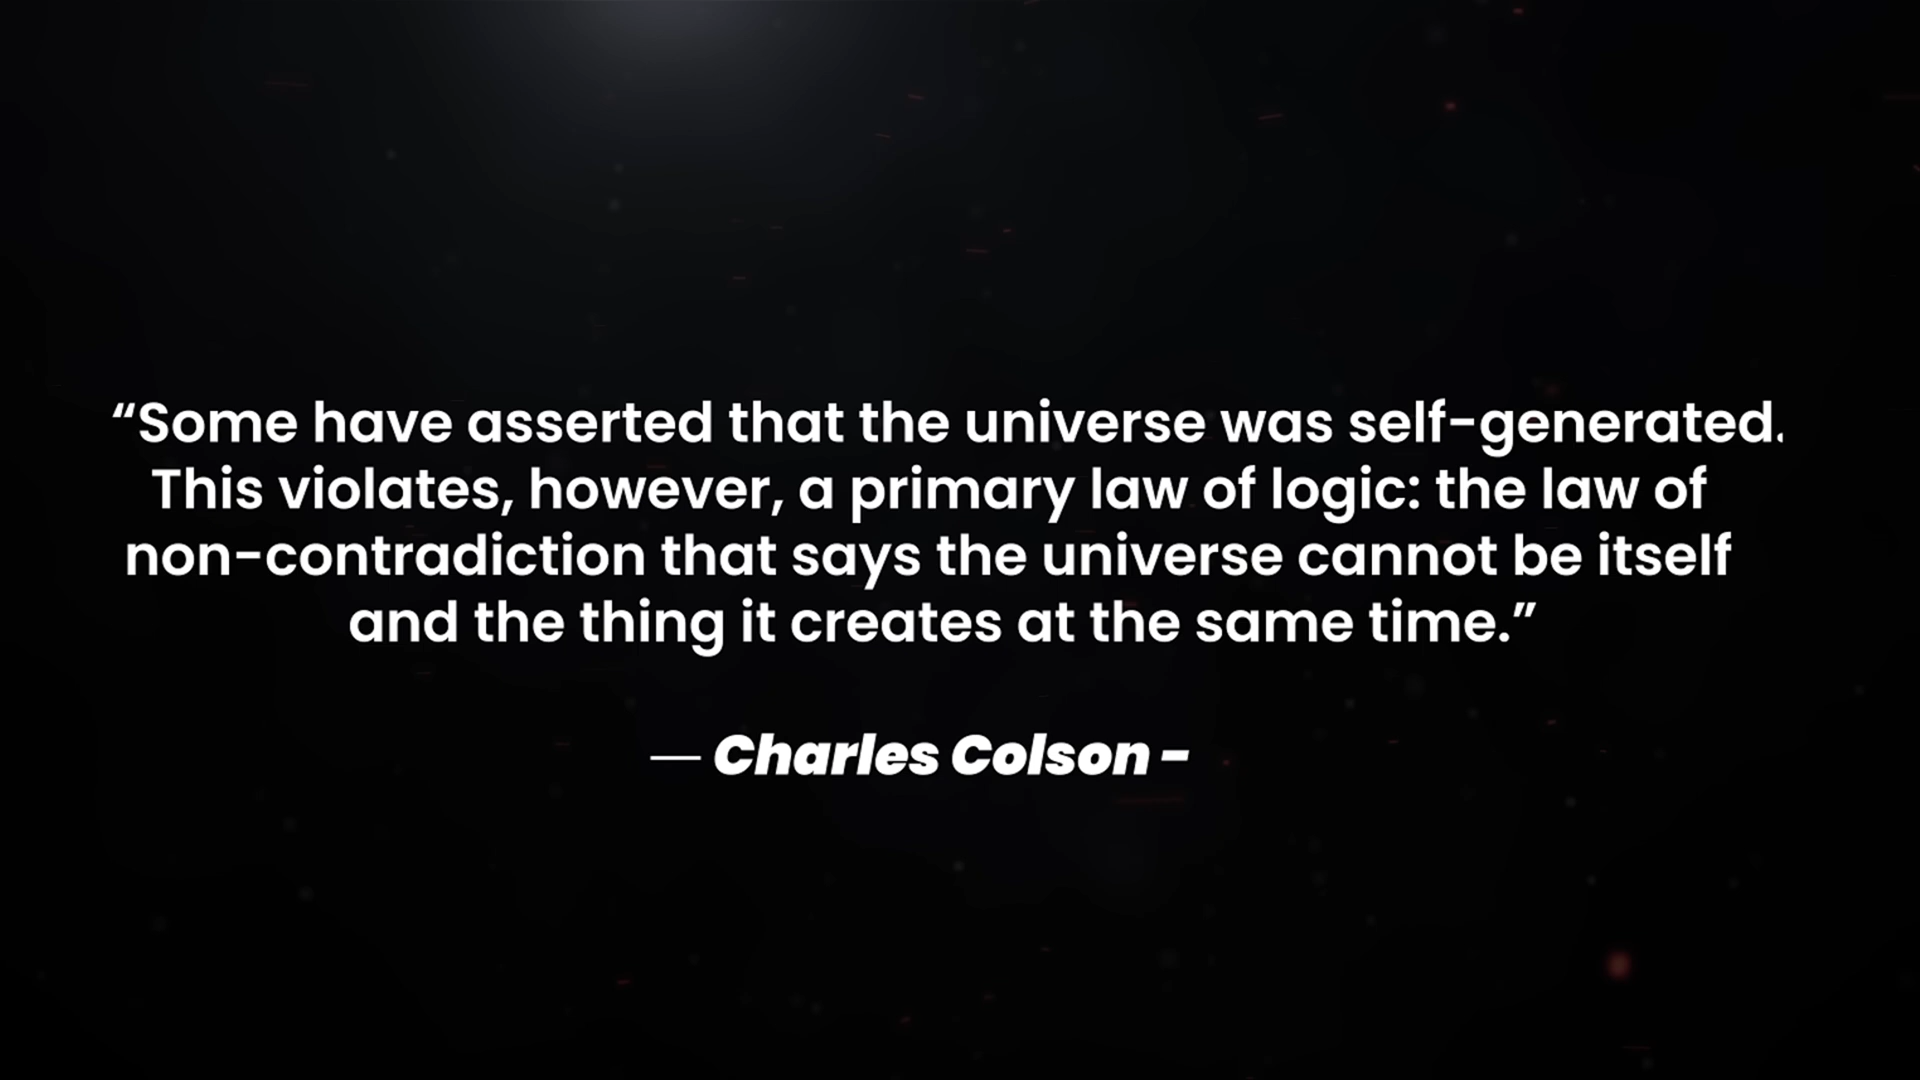 “Some have asserted that the universe was self-generated.
This violates, however, a primary law of logic: the law of
non-contradiction that says the universe cannot be itself
and the thing it creates at the same time.”
— Charles Colson -